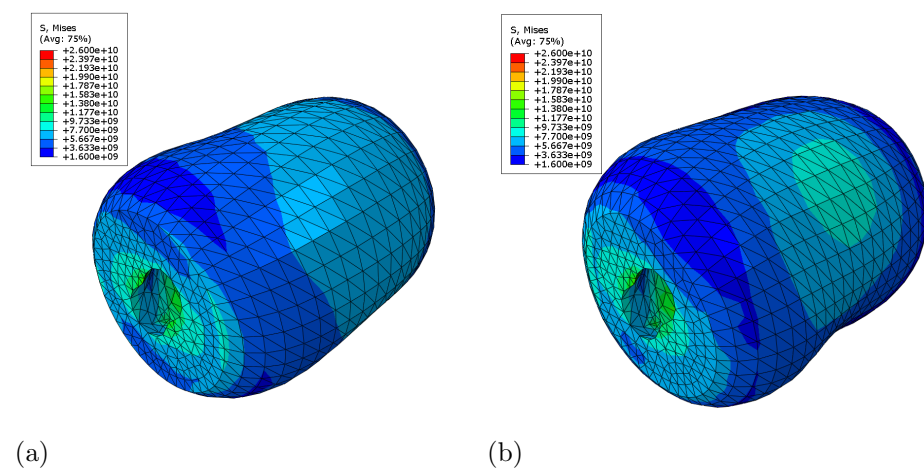 S, Mises
(Avg: 75%)
+2.600e+10
+2.397e+10
+2.193e+10
+1.990e+10
+1.787e+10
+1.583e+10
+1.380e+10
+1.177e+10
+9.733e+09
+7.700e+09
+5.667e+09
+3.633e+09
+1.600e+09
S, Mises
(Avg: 75%)
+2.600e+10
+2.397e+10
+2.193e+10
+1.990e+10
+1.787e+10
+1.583e+10
+1.380e+10
+1.177e+10
+9.733e+09
+7.700e+09
+5.667e+09
+3.633e+09
+1.600e+09
(a)
(b)